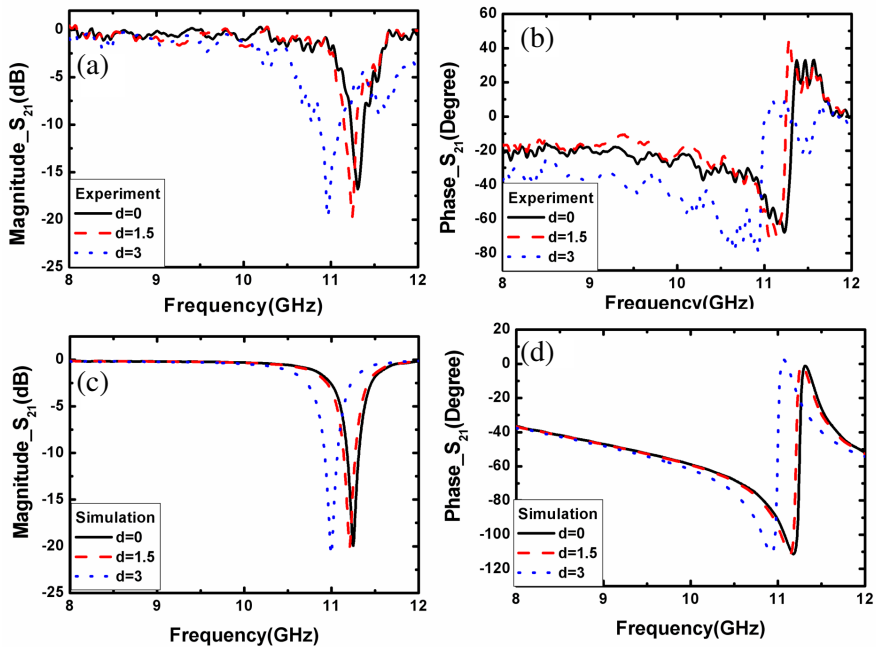 (a)
Magnitude_S21(dB)
0
-5
-10
-15
-20
-25
Experiment
d=0
d=1.5
d=3
8 9 10 11 12
Frequency(GHz)
(b)
Phase_S21(Degree)
80
40
20
0
-20
-40
-60
-80
Experiment
d=0
d=1.5
d=3
8 9 10 11 12
Frequency(GHz)
(c)
Magnitude_S21(dB)
0
-5
-10
-15
-20
-25
Simulation
d=0
d=1.5
d=3
8 9 10 11 12
Frequency(GHz)
(d)
Phase_S21(Degree)
20
0
-20
-40
-60
-80
-100
-120
Simulation
d=0
d=1.5
d=3
8 9 10 11 12
Frequency(GHz)